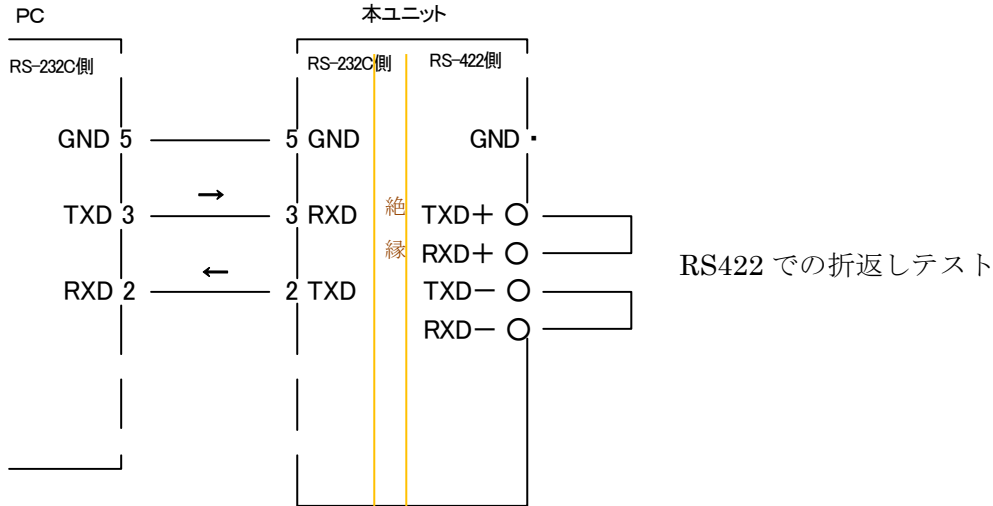 PC 本ユニット
RS-232C側 RS-232C側 RS-422側
GND 5 5 GND GND
→
TXD 3 3 RXD 絶 TXD+
縁 RXD+
RS422 での折返しテスト
←
RXD 2 2 TXD TXD−
RXD−